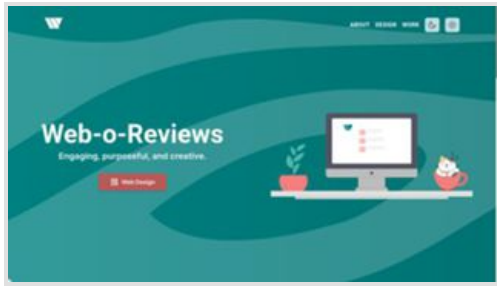 ABOUT DESIGN WORK
Web-o-Reviews
Engaging, purposeful, and creative.
Web Design